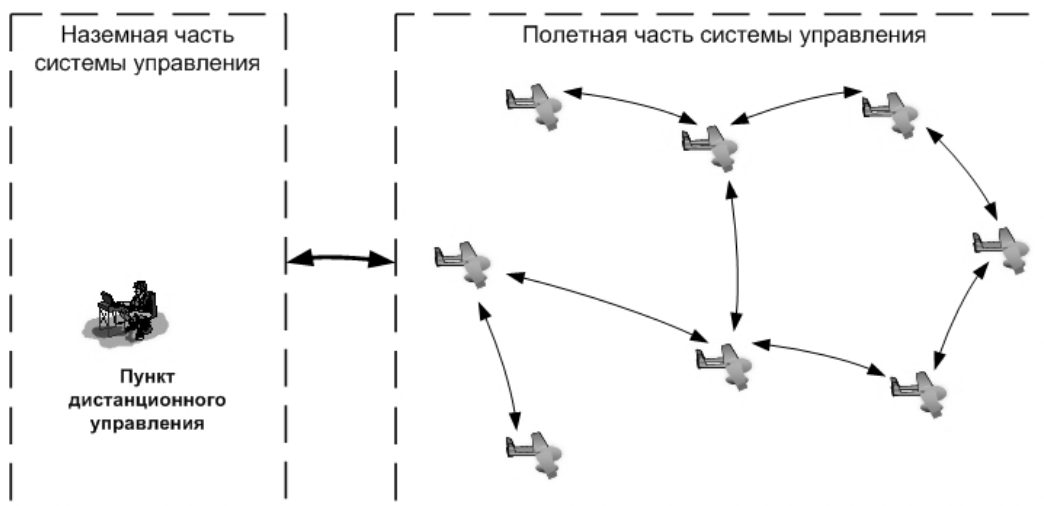 Наземная часть
системы управления
Полетная часть системы управления
Пункт
дистанционного
управления